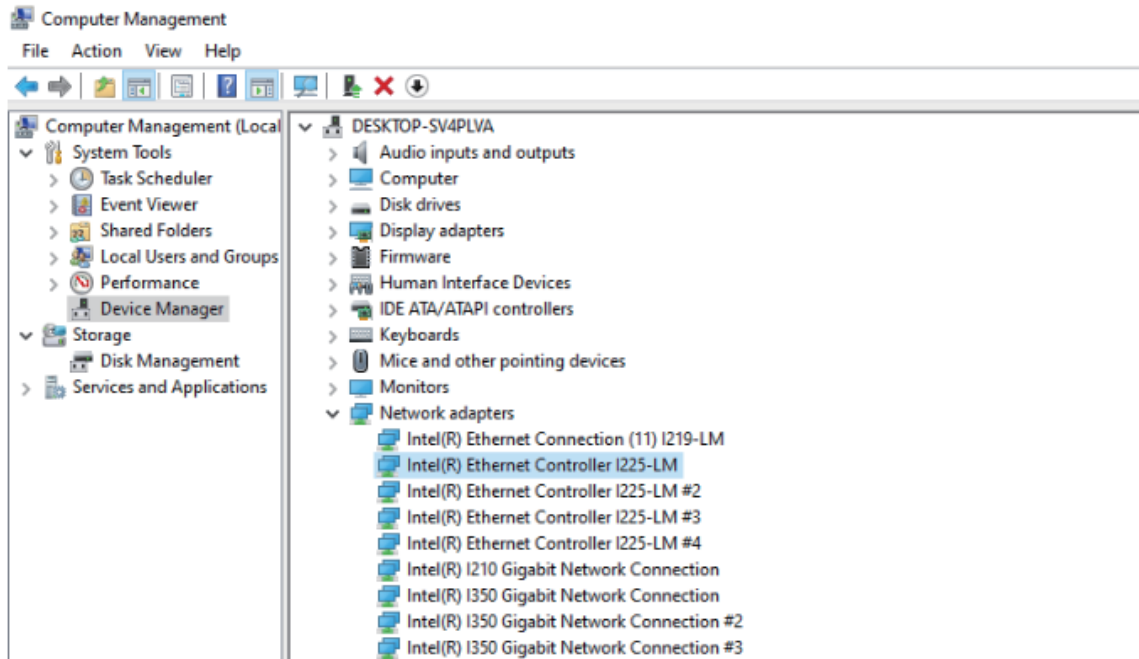 Computer Management
File Action View Help
Computer Management (Local
System Tools
Task Scheduler
Event Viewer
Shared Folders
Local Users and Groups
Performance
Device Manager
Storage
Disk Management
Services and Applications
DESKTOP-SV4PLVA
Audio inputs and outputs
Computer
Disk drives
Display adapters
Firmware
Human Interface Devices
IDE ATA/ATAPI controllers
Keyboards
Mice and other pointing devices
Monitors
Network adapters
Intel(R) Ethernet Connection (11) I219-LM
Intel(R) Ethernet Controller I225-LM
Intel(R) Ethernet Controller I225-LM #2
Intel(R) Ethernet Controller I225-LM #3
Intel(R) Ethernet Controller I225-LM #4
Intel(R) I210 Gigabit Network Connection
Intel(R) I350 Gigabit Network Connection
Intel(R) I350 Gigabit Network Connection #2
Intel(R) I350 Gigabit Network Connection #3